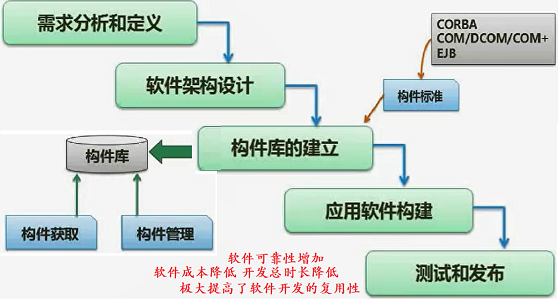 需求分析和定义
CORBA
COM/DCOM/COM+
EJB
软件架构设计
构件标准
构件库的建立
构件库
应用软件构建
构件获取
构件管理
测试和发布
软件可靠性增加
软件成本降低 开发总时长降低
极大提高了软件开发的复用性